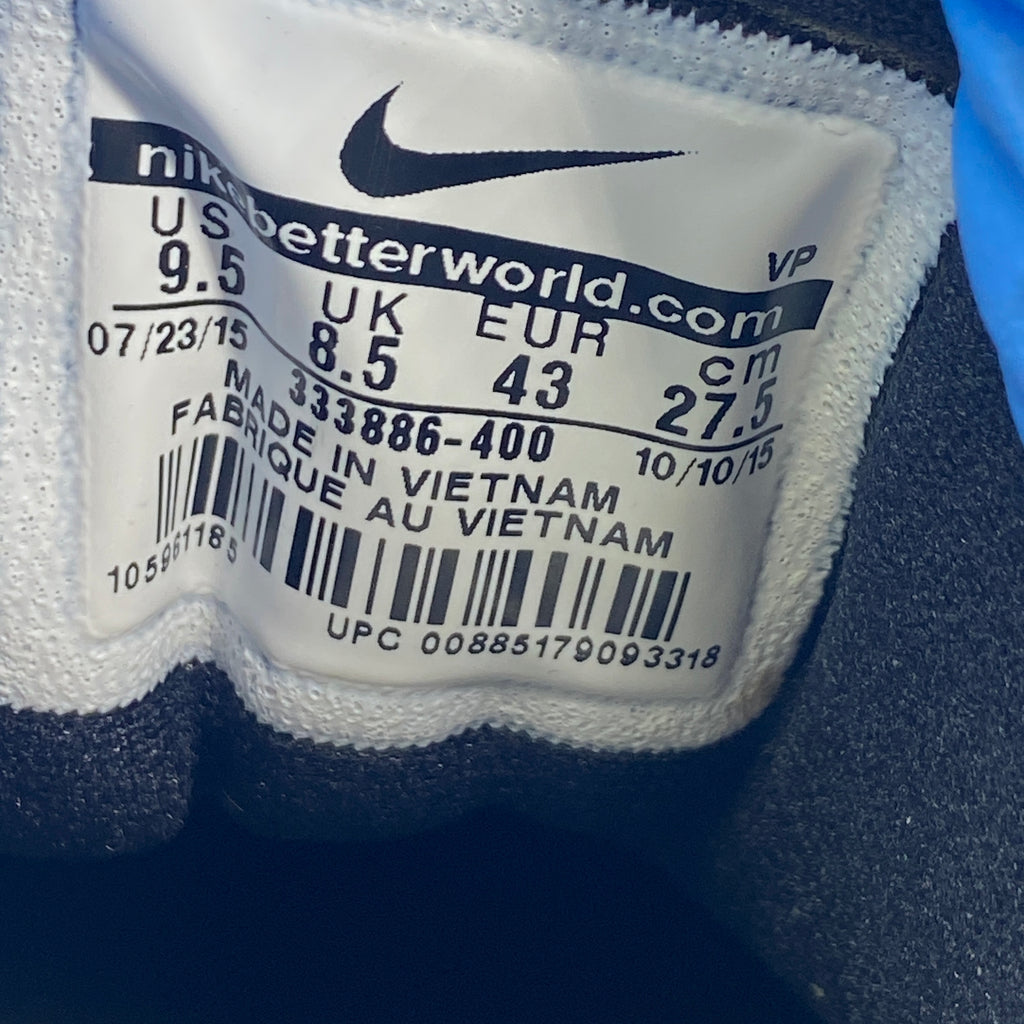 nikebetterworld.com
VP
US UK EUR cm
9.5 8.5 43 27.5
07/23/15 333886-400 10/10/15
MADE IN VIETNAM
FABRIQUE AU VIETNAM
105961185
UPC 00885179093318